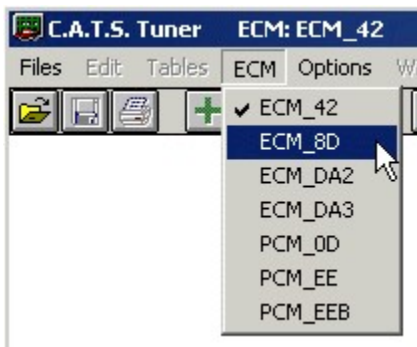 C.A.T.S. Tuner ECM: ECM_42
Files Edit Tables ECM Options W
ECM_42
ECM_8D
ECM_DA2
ECM_DA3
PCM_0D
PCM_EE
PCM_EEB